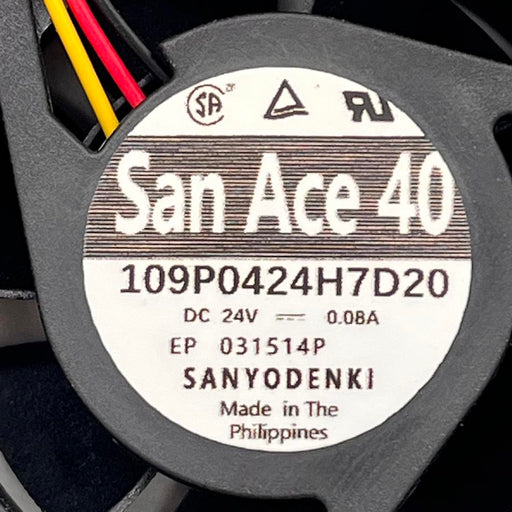 San Ace 40
109P0424H7D20
DC 24V ⎓ 0.08A
EP 031514P
SANYODENKI
Made in The
Philippines